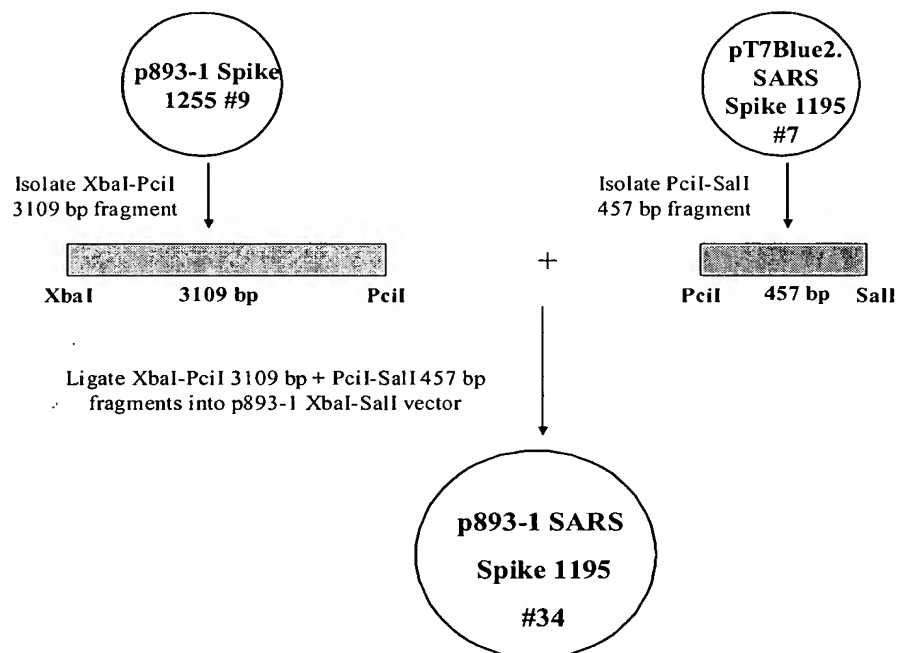 p893-1 Spike
1255 #9
pT7Blue2.
SARS
Spike 1195
#7
Isolate XbaI-PciI
3109 bp fragment
Isolate PciI-SalI
457 bp fragment
XbaI 3109 bp PciI
+
PciI 457 bp SalI
Ligate XbaI-PciI 3109 bp + PciI-SalI 457 bp
fragments into p893-1 XbaI-SalI vector
p893-1 SARS
Spike 1195
#34